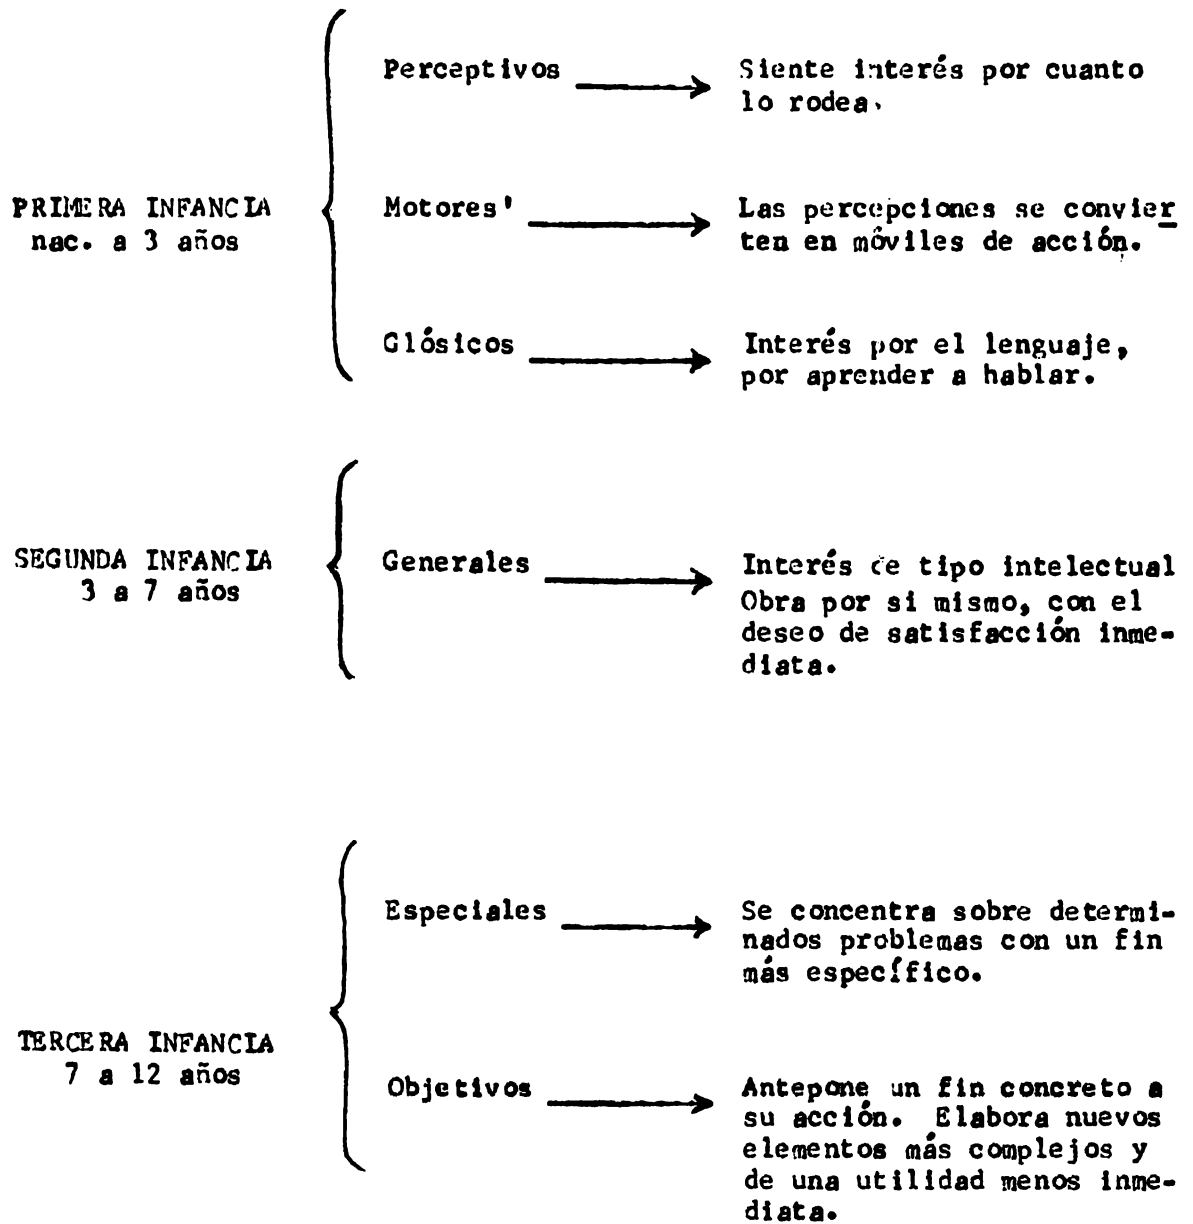 Perceptivos
Siente interés por cuanto
lo rodea.
PRIMERA INFANCIA
nac. a 3 años
Motores'
Las percepciones se convier
ten en móviles de acción.
Glósicos
Interés por el lenguaje,
por aprender a hablar.
SEGUNDA INFANCIA
3 a 7 años
Generales
Interés de tipo intelectual
Obra por si mismo, con el
deseo de satisfacción inme-
diata.
Especiales
Se concentra sobre determi-
nados problemas con un fin
más específico.
TERCERA INFANCIA
7 a 12 años
Objetivos
Antepone un fin concreto a
su acción. Elabora nuevos
elementos más complejos y
de una utilidad menos inme-
diata.